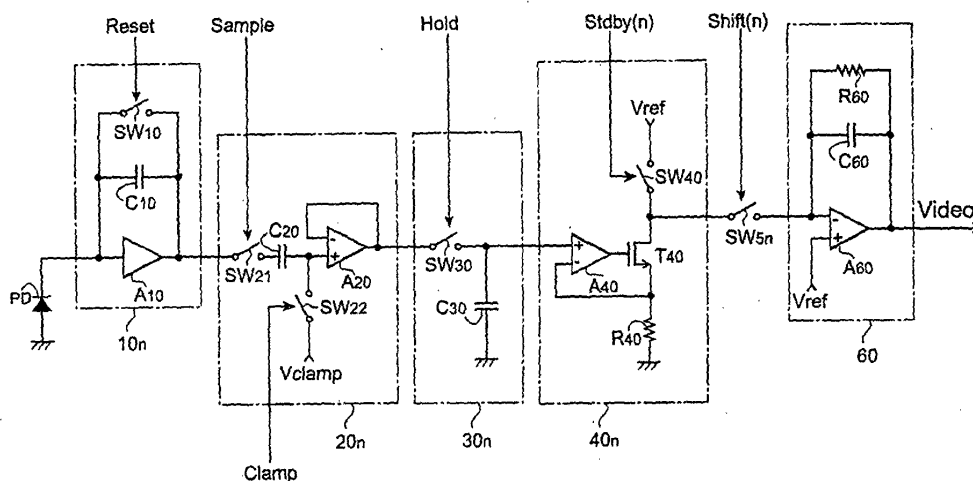 Reset
Sample
Hold
Stdby(n)
Shift(n)
SW10
C10
A10
PD
10n
SW21
C20
A20
SW22
Vclamp
Clamp
20n
SW30
C30
30n
Vref
SW40
A40
T40
R40
40n
SW5n
R60
C60
A60
Vref
Video
60